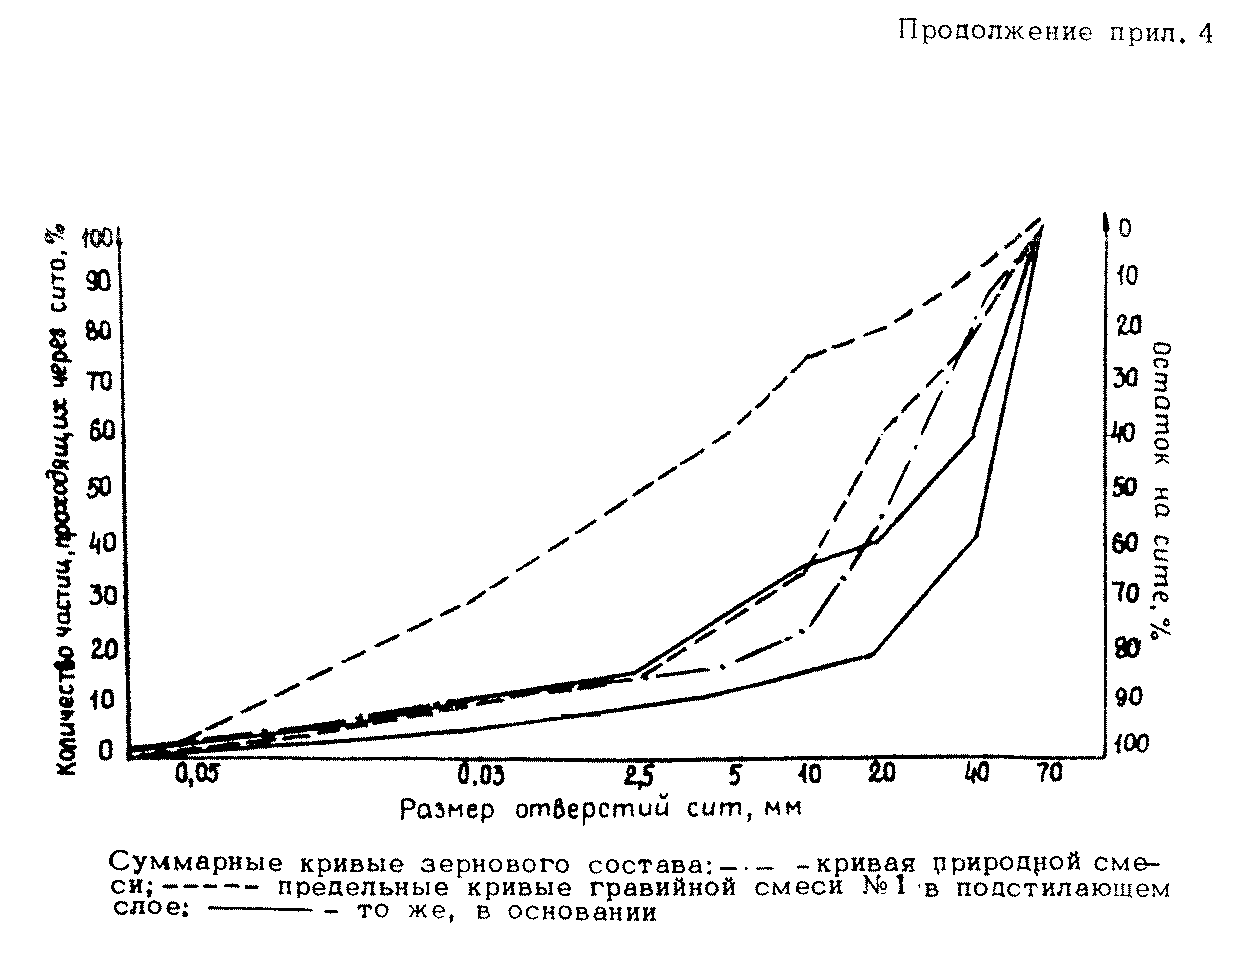 Продолжение прил. 4
Количество частиц, проходящих через сито, %
100
90
80
70
60
50
40
30
20
10
0
0
10
20
30
40
50
60
70
80
90
100
Остаток на сите, %
0,05 0,03 2,5 5 10 20 40 70
Размер отверстий сит, мм
Суммарные кривые зернового состава: —·— -кривая природной сме-
си; ----- предельные кривые гравийной смеси №1 в подстилающем
слое; ——— – то же, в основании